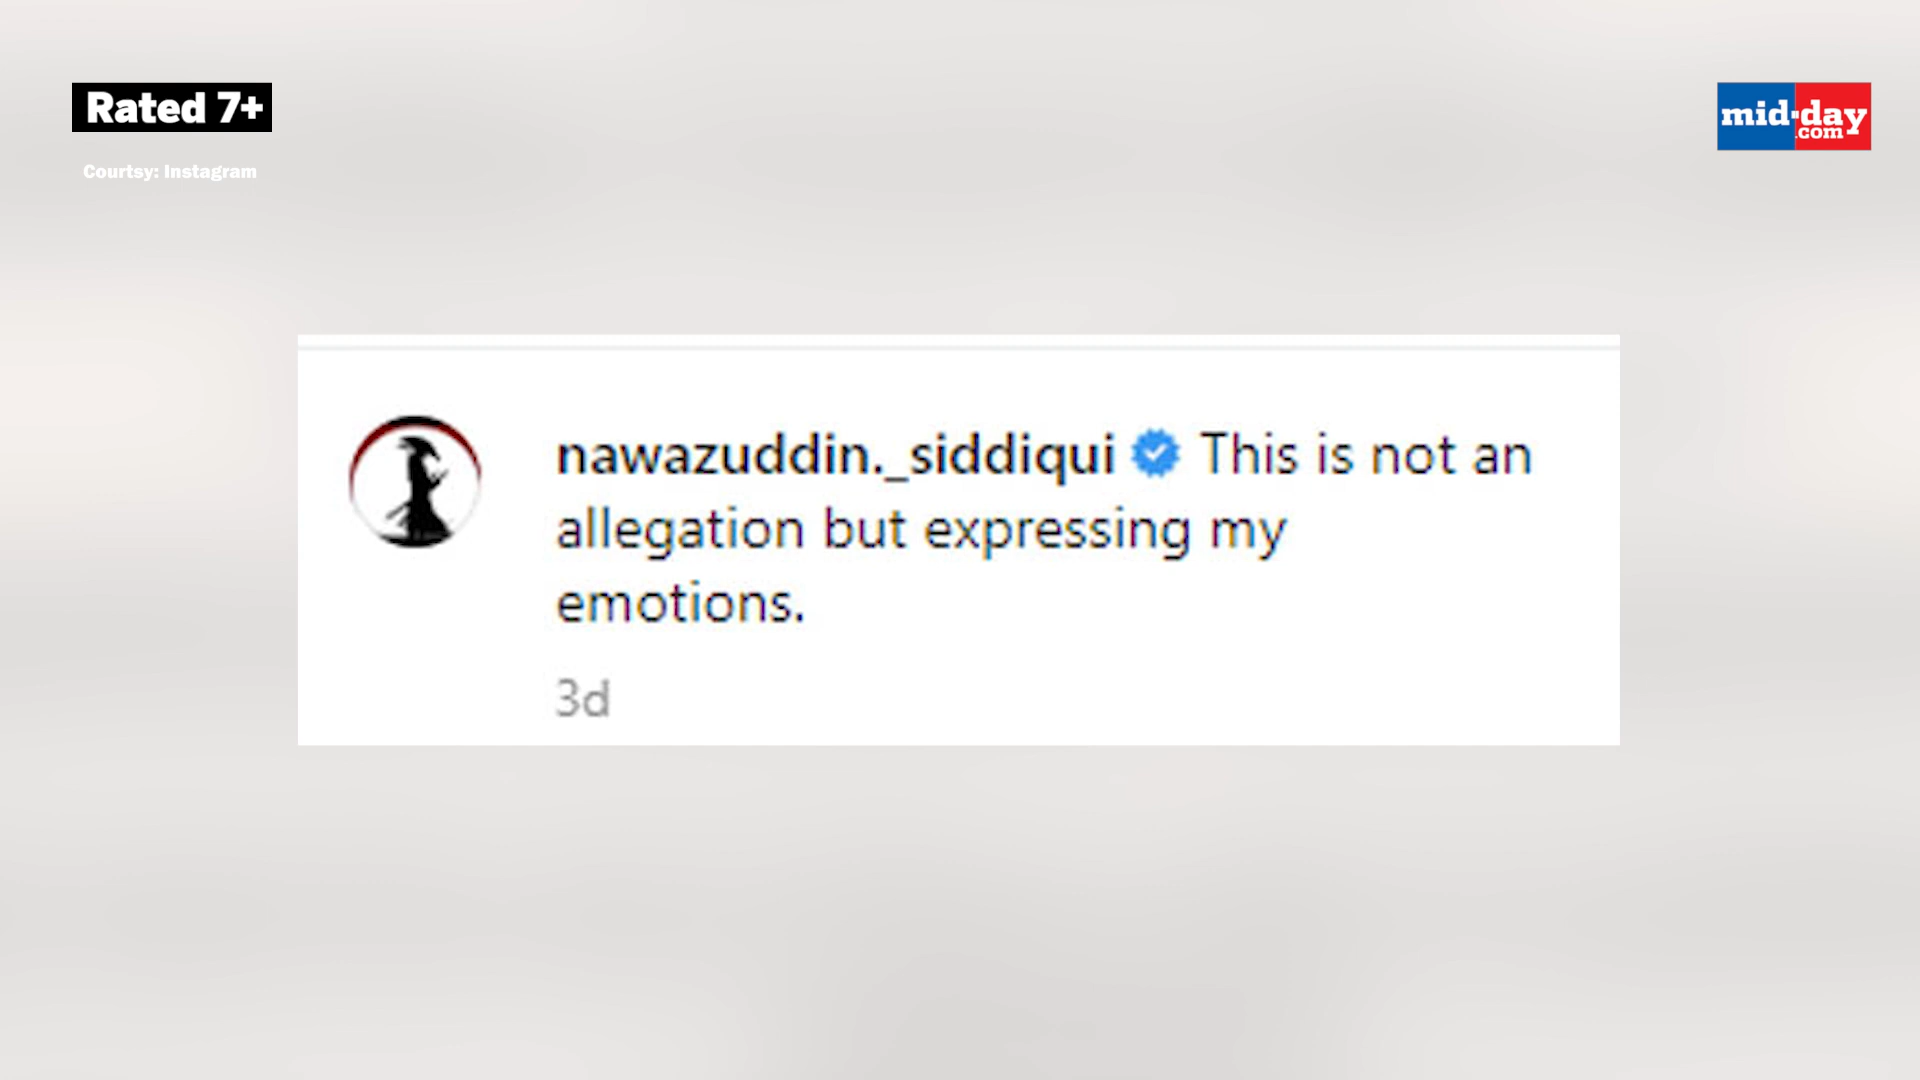 Rated 7+
Courtsy: Instagram
mid-day
.com
nawazuddin._siddiqui This is not an
allegation but expressing my
emotions.
3d